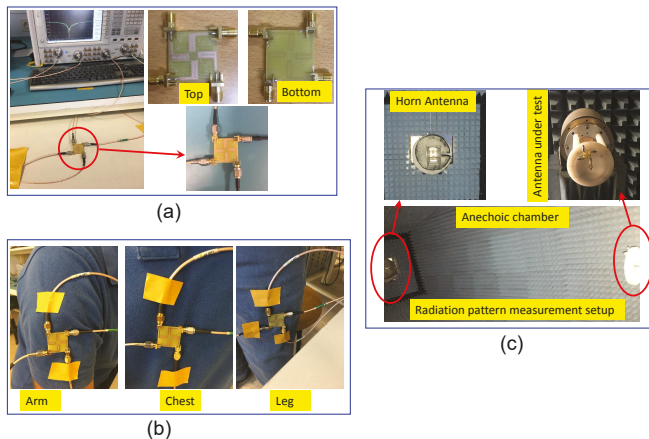 Top
Bottom
(a)
Arm
Chest
Leg
(b)
Horn Antenna
Antenna under test
Anechoic chamber
Radiation pattern measurement setup
(c)